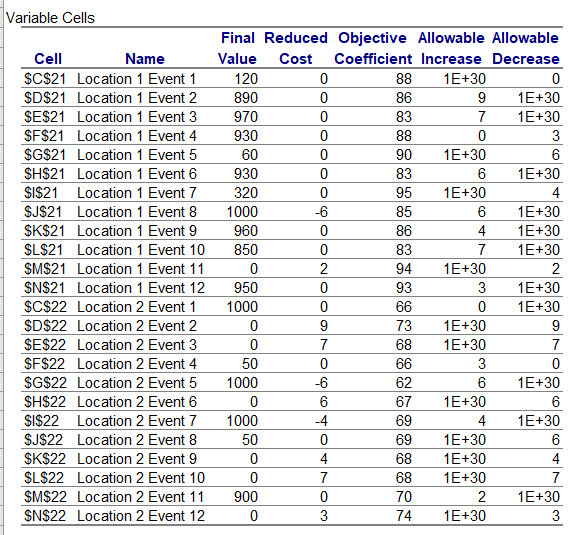 Variable Cells
Final Reduced Objective Allowable Allowable
Cell Name Value Cost Coefficient Increase Decrease
$C$21 Location 1 Event 1 120 0 88 1E+30 0
$D$21 Location 1 Event 2 890 0 86 9 1E+30
$E$21 Location 1 Event 3 970 0 83 7 1E+30
$F$21 Location 1 Event 4 930 0 88 0 3
$G$21 Location 1 Event 5 60 0 90 1E+30 6
$H$21 Location 1 Event 6 930 0 83 6 1E+30
$I$21 Location 1 Event 7 320 0 95 1E+30 4
$J$21 Location 1 Event 8 1000 -6 85 6 1E+30
$K$21 Location 1 Event 9 960 0 86 4 1E+30
$L$21 Location 1 Event 10 850 0 83 7 1E+30
$M$21 Location 1 Event 11 0 2 94 1E+30 2
$N$21 Location 1 Event 12 950 0 93 3 1E+30
$C$22 Location 2 Event 1 1000 0 66 0 1E+30
$D$22 Location 2 Event 2 0 9 73 1E+30 9
$E$22 Location 2 Event 3 0 7 68 1E+30 7
$F$22 Location 2 Event 4 50 0 66 3 0
$G$22 Location 2 Event 5 1000 -6 62 6 1E+30
$H$22 Location 2 Event 6 0 6 67 1E+30 6
$I$22 Location 2 Event 7 1000 -4 69 4 1E+30
$J$22 Location 2 Event 8 50 0 69 1E+30 6
$K$22 Location 2 Event 9 0 4 68 1E+30 4
$L$22 Location 2 Event 10 0 7 68 1E+30 7
$M$22 Location 2 Event 11 900 0 70 2 1E+30
$N$22 Location 2 Event 12 0 3 74 1E+30 3